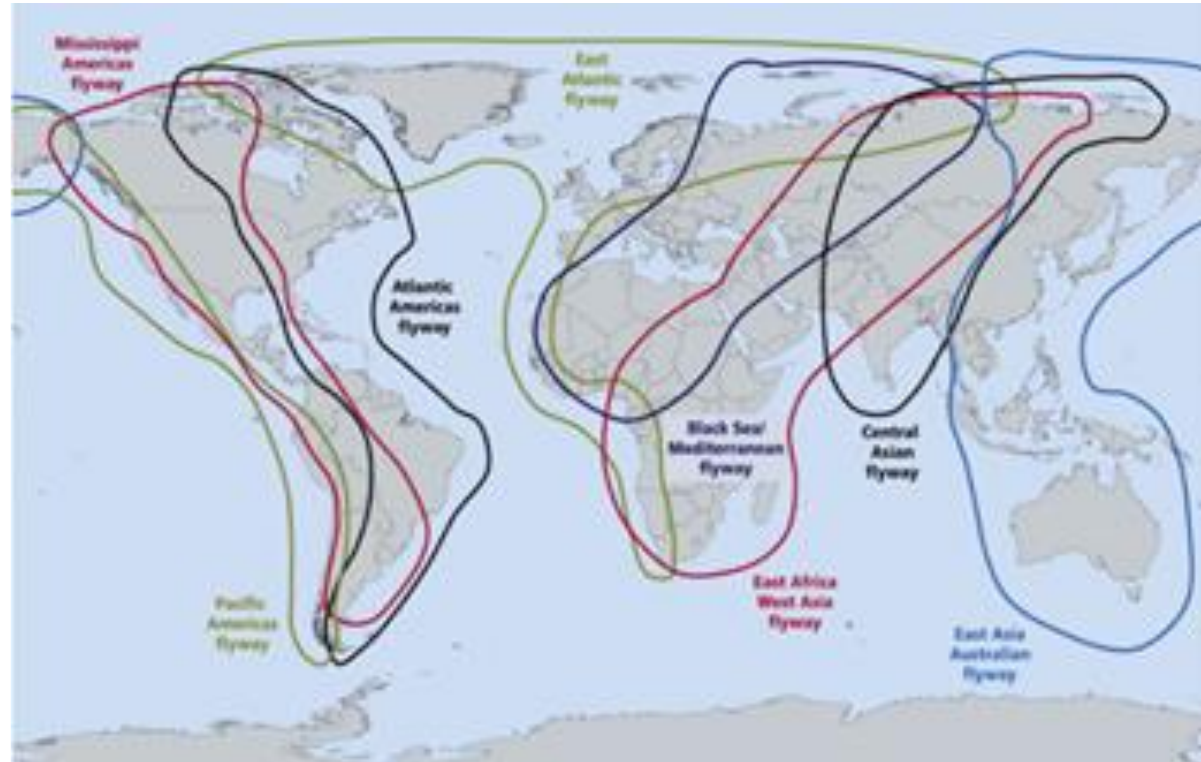 Mississippi
Americas
flyway
East
Atlantic
flyway
Atlantic
Americas
flyway
Black Sea/
Mediterranean
flyway
Central
Asian
flyway
Pacific
Americas
flyway
East Africa
West Asia
flyway
East Asia
Australian
flyway